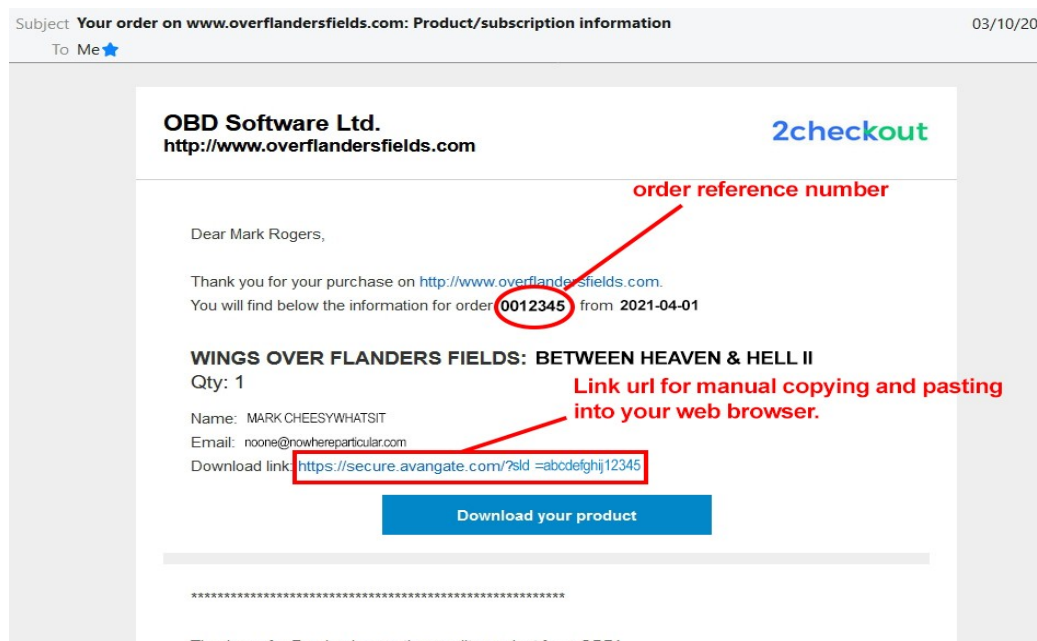 Subject Your order on www.overflandersfields.com: Product/subscription information 03/10/20
To Me
OBD Software Ltd.
http://www.overflandersfields.com
2checkout
order reference number
Dear Mark Rogers,
Thank you for your purchase on http://www.overflandersfields.com.
You will find below the information for order 0012345 from 2021-04-01
WINGS OVER FLANDERS FIELDS: BETWEEN HEAVEN & HELL II
Qty: 1
Link url for manual copying and pasting
into your web browser.
Name: MARK CHEESYWHATSIT
Email: noone@nowhereparticular.com
Download link: https://secure.avangate.com/?sld =abcdefghij12345
Download your product
*********************************************************